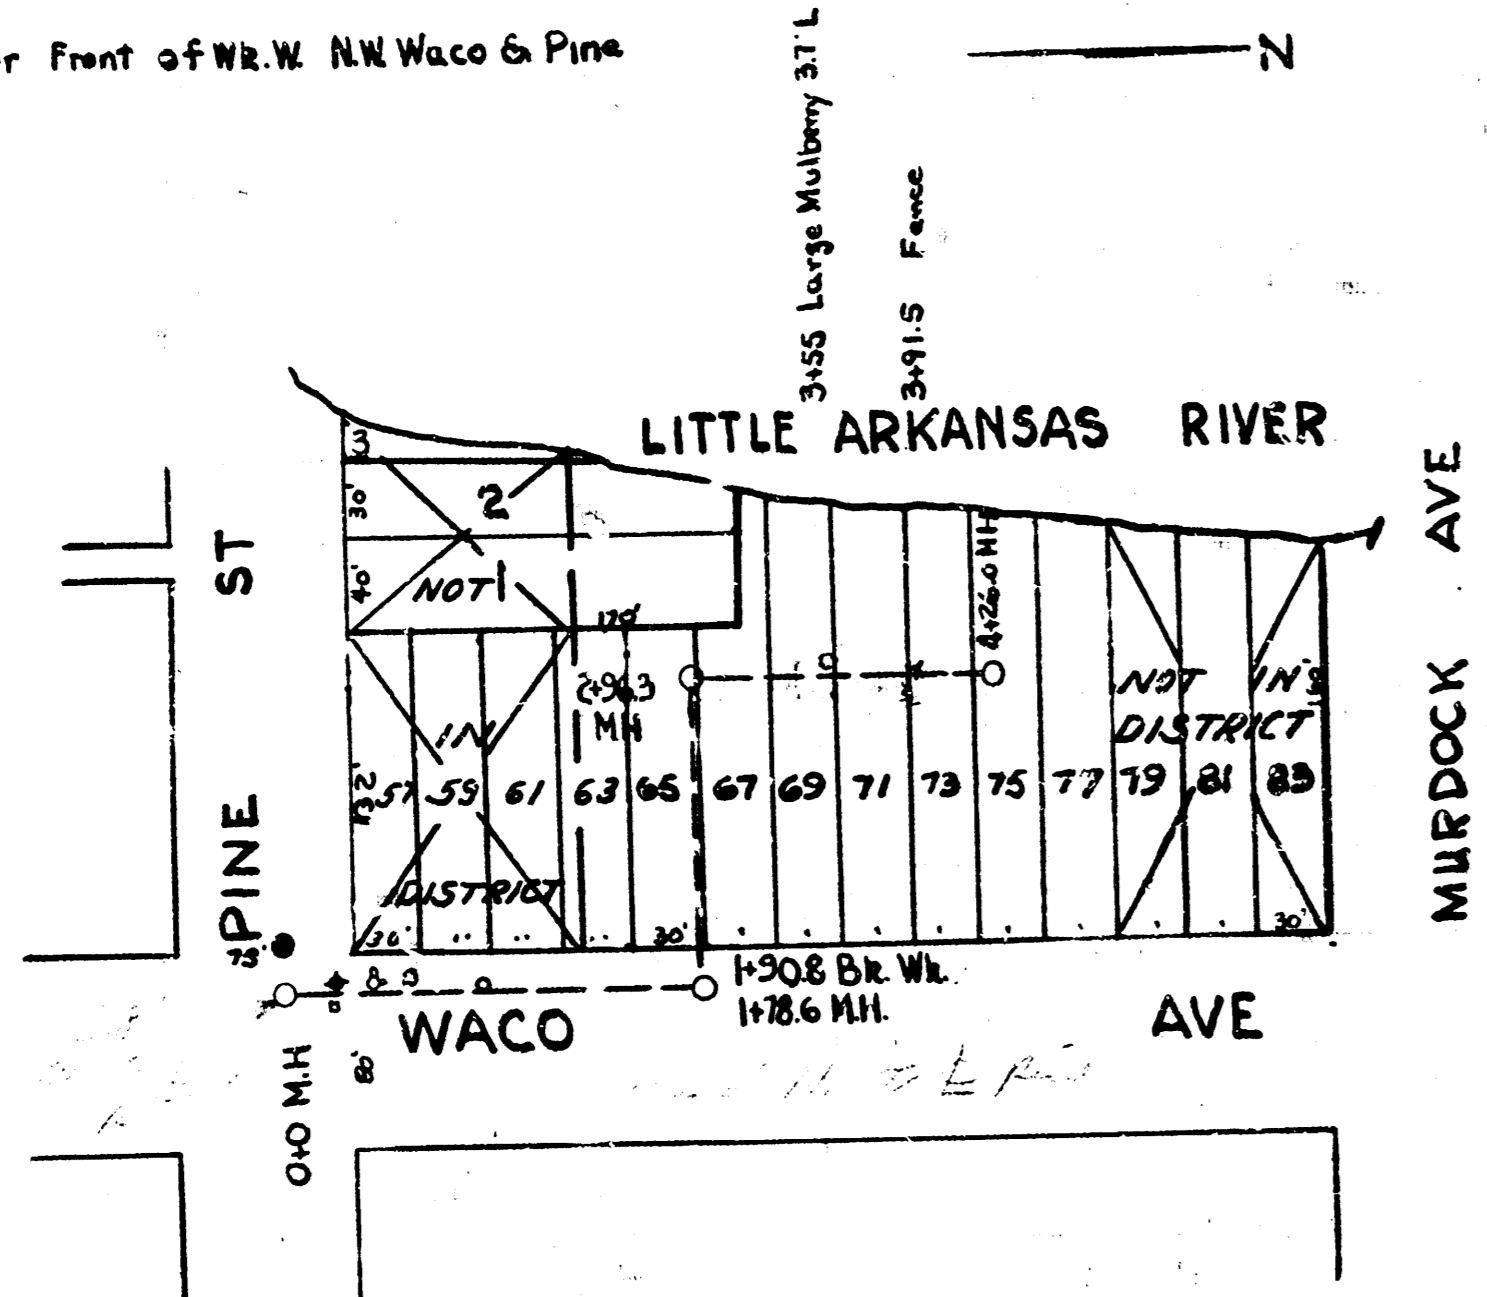 r Front of Wk.W. N.W. Waco & Pine
N
3+55 Large Mulberry 3.7' L
3+91.5 Fence
LITTLE ARKANSAS RIVER
MURDOCK AVE
PINE ST
3
30'
2
40'
NOT 1
170'
4+26.0 MH
2+96.3
MH
IN
NOT IN
DISTRICT
132'
57 59 61 63 65 67 69 71 73 75 77 79 81 83
DISTRICT
30' 30' 30'
75'
1+90.8 Bk. Wk.
1+78.6 M.H.
WACO AVE
80'
0+0 M.H